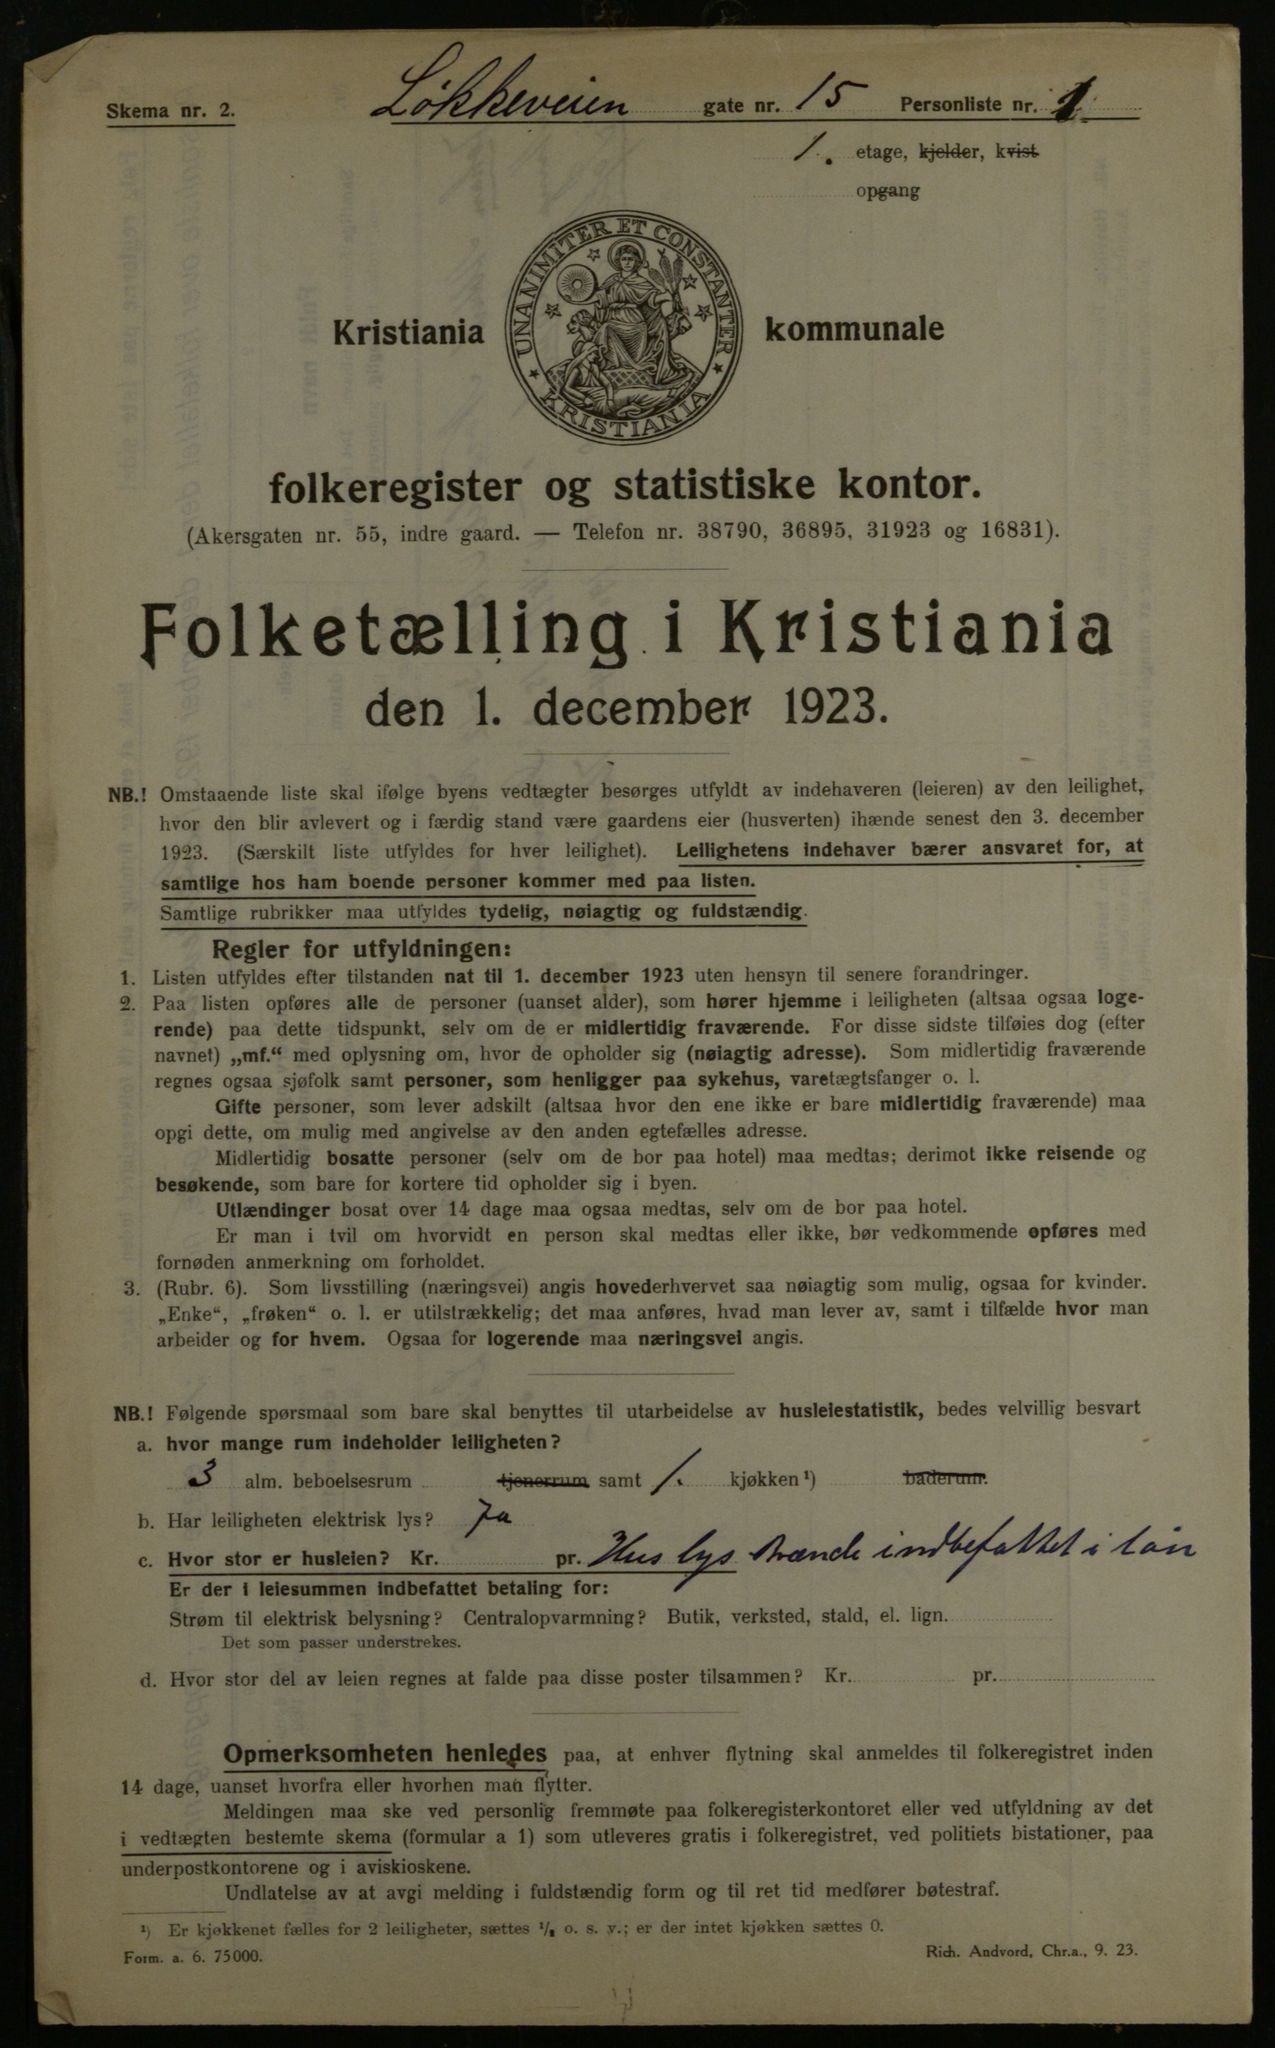 Skema nr. 2.
Løkkeveien gate nr. 15 Personliste nr. 1
1. etage, kjelder, kvist
opgang
UNANIMITER ET CONSTANTER
KRISTIANIA
Kristiania kommunale
folkeregister og statistiske kontor.
(Akersgaten nr. 55, indre gaard. — Telefon nr. 38790, 36895, 31923 og 16831).
Folketælling i Kristiania
den 1. december 1923.
NB.! Omstaaende liste skal ifølge byens vedtægter besørges utfyldt av indehaveren (leieren) av den leilighet,
hvor den blir avlevert og i færdig stand være gaardens eier (husverten) ihænde senest den 3. december
1923. (Særskilt liste utfyldes for hver leilighet). Leilighetens indehaver bærer ansvaret for, at
samtlige hos ham boende personer kommer med paa listen.
Samtlige rubrikker maa utfyldes tydelig, nøiagtig og fuldstændig.
Regler for utfyldningen:
1. Listen utfyldes efter tilstanden nat til 1. december 1923 uten hensyn til senere forandringer.
2. Paa listen opføres alle de personer (uanset alder), som hører hjemme i leiligheten (altsaa ogsaa loge-
rende) paa dette tidspunkt, selv om de er midlertidig fraværende. For disse sidste tilføies dog (efter
navnet) „mf.“ med oplysning om, hvor de opholder sig (nøiagtig adresse). Som midlertidig fraværende
regnes ogsaa sjøfolk samt personer, som henligger paa sykehus, varetægtsfanger o. l.
Gifte personer, som lever adskilt (altsaa hvor den ene ikke er bare midlertidig fraværende) maa
opgi dette, om mulig med angivelse av den anden egtefælles adresse.
Midlertidig bosatte personer (selv om de bor paa hotel) maa medtas; derimot ikke reisende og
besøkende, som bare for kortere tid opholder sig i byen.
Utlændinger bosat over 14 dage maa ogsaa medtas, selv om de bor paa hotel.
Er man i tvil om hvorvidt en person skal medtas eller ikke, bør vedkommende opføres med
fornøden anmerkning om forholdet.
3. (Rubr. 6). Som livsstilling (næringsvei) angis hovederhvervet saa nøiagtig som mulig, ogsaa for kvinder.
„Enke“, „frøken“ o. l. er utilstrækkelig; det maa anføres, hvad man lever av, samt i tilfælde hvor man
arbeider og for hvem. Ogsaa for logerende maa næringsvei angis.
NB.! Følgende spørsmaal som bare skal benyttes til utarbeidelse av husleiestatistik, bedes velvillig besvart
a. hvor mange rum indeholder leiligheten?
3 alm. beboelsesrum tjenerrum samt 1. kjøkken ¹) baderum.
b. Har leiligheten elektrisk lys? Ja
c. Hvor stor er husleien? Kr. pr. Hus lys Brænde indbefattet i løn
Er der i leiesummen indbefattet betaling for:
Strøm til elektrisk belysning? Centralopvarmning? Butik, verksted, stald, el. lign.
Det som passer understrekes.
d. Hvor stor del av leien regnes at falde paa disse poster tilsammen? Kr. pr.
Opmerksomheten henledes paa, at enhver flytning skal anmeldes til folkeregistret inden
14 dage, uanset hvorfra eller hvorhen man flytter.
Meldingen maa ske ved personlig fremmøte paa folkeregisterkontoret eller ved utfyldning av det
i vedtægten bestemte skema (formular a 1) som utleveres gratis i folkeregistret, ved politiets bistationer, paa
underpostkontorene og i aviskioskene.
Undlatelse av at avgi melding i fuldstændig form og til ret tid medfører bøtestraf.
¹) Er kjøkkenet fælles for 2 leiligheter, sættes ½ o. s. v.; er der intet kjøkken sættes 0.
Form. a. 6. 75000. Rich. Andvord, Chr.a., 9. 23.